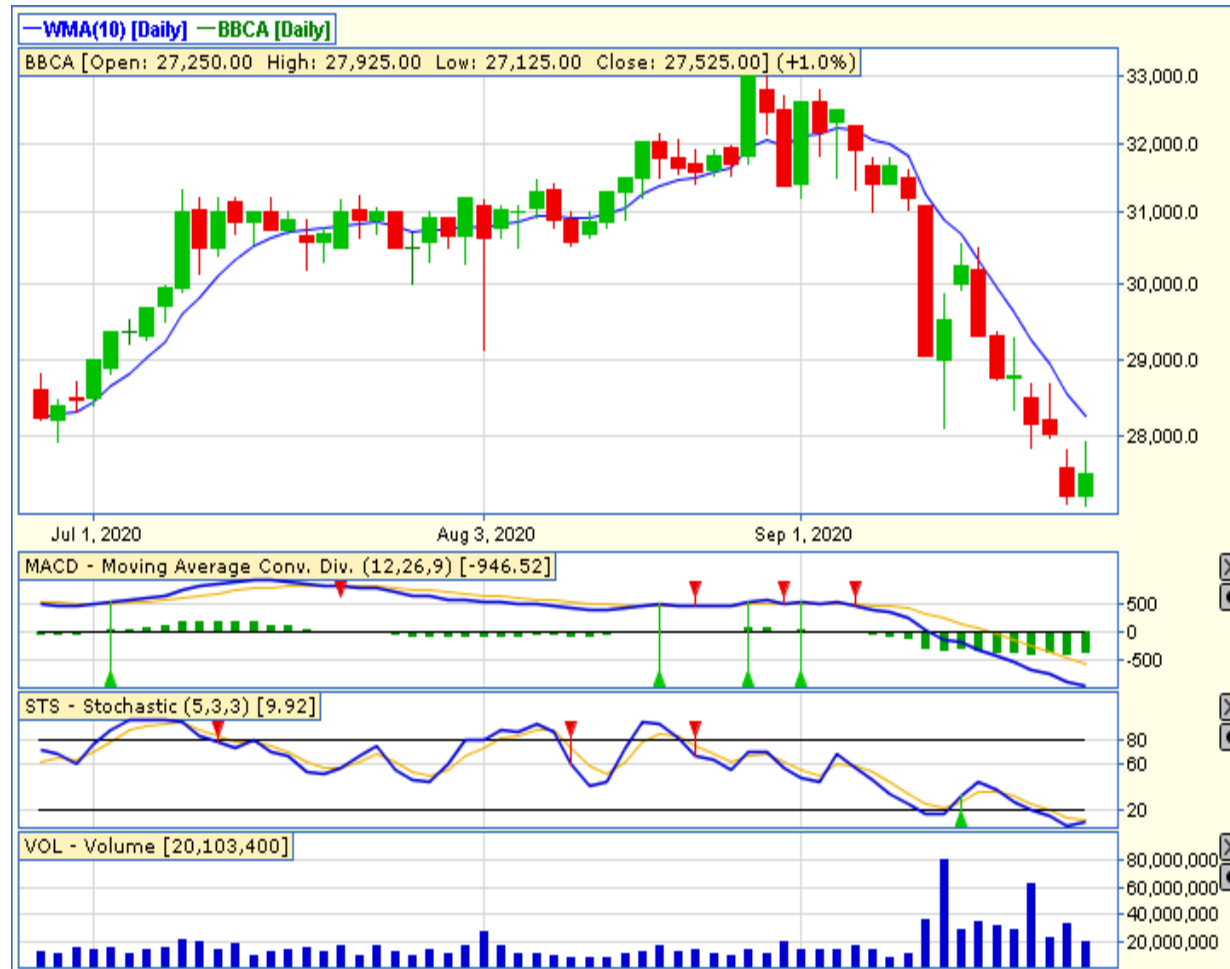 WMA(10) [Daily] BBCA [Daily]
BBCA [Open: 27,250.00 High: 27,925.00 Low: 27,125.00 Close: 27,525.00] (+1.0%)
33,000.0
32,000.0
31,000.0
30,000.0
29,000.0
28,000.0
Jul 1, 2020 Aug 3, 2020 Sep 1, 2020
MACD - Moving Average Conv. Div. (12,26,9) [-946.52]
500
0
-500
STS - Stochastic (5,3,3) [9.92]
80
60
20
VOL - Volume [20,103,400]
80,000,000
60,000,000
40,000,000
20,000,000